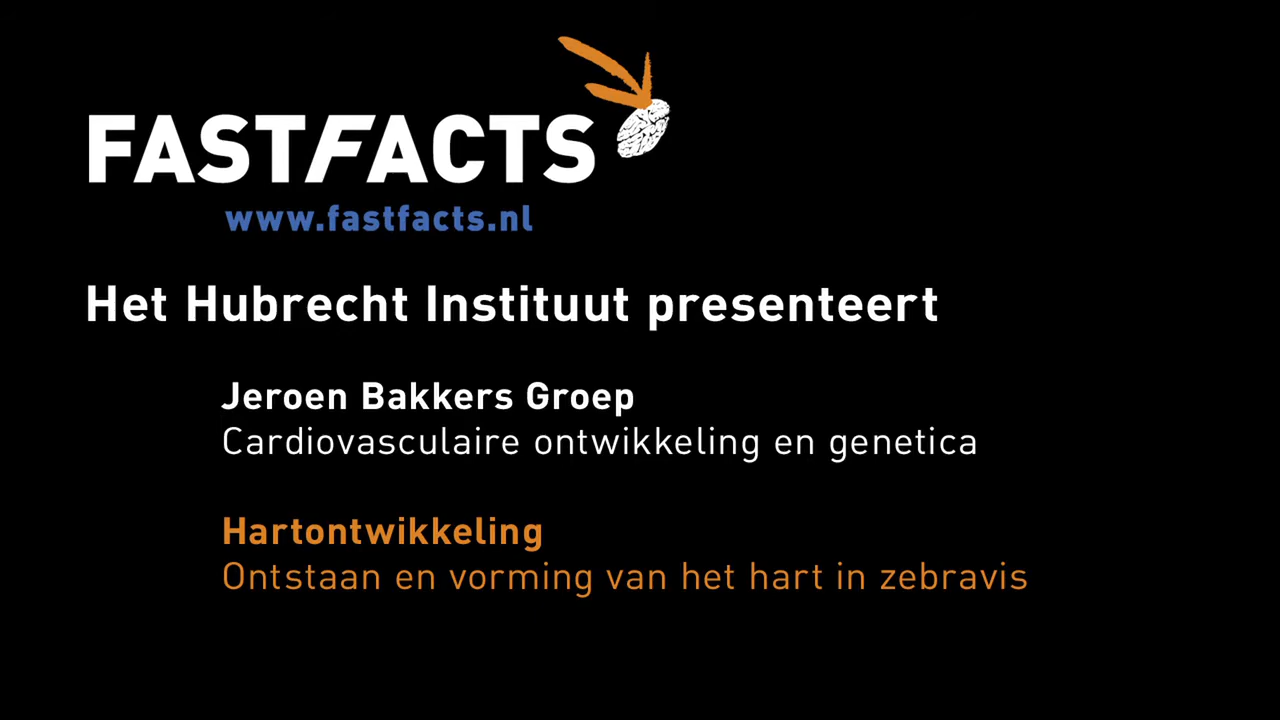 FASTFACTS
www.fastfacts.nl
Het Hubrecht Instituut presenteert
Jeroen Bakkers Groep
Cardiovasculaire ontwikkeling en genetica
Hartontwikkeling
Ontstaan en vorming van het hart in zebravis